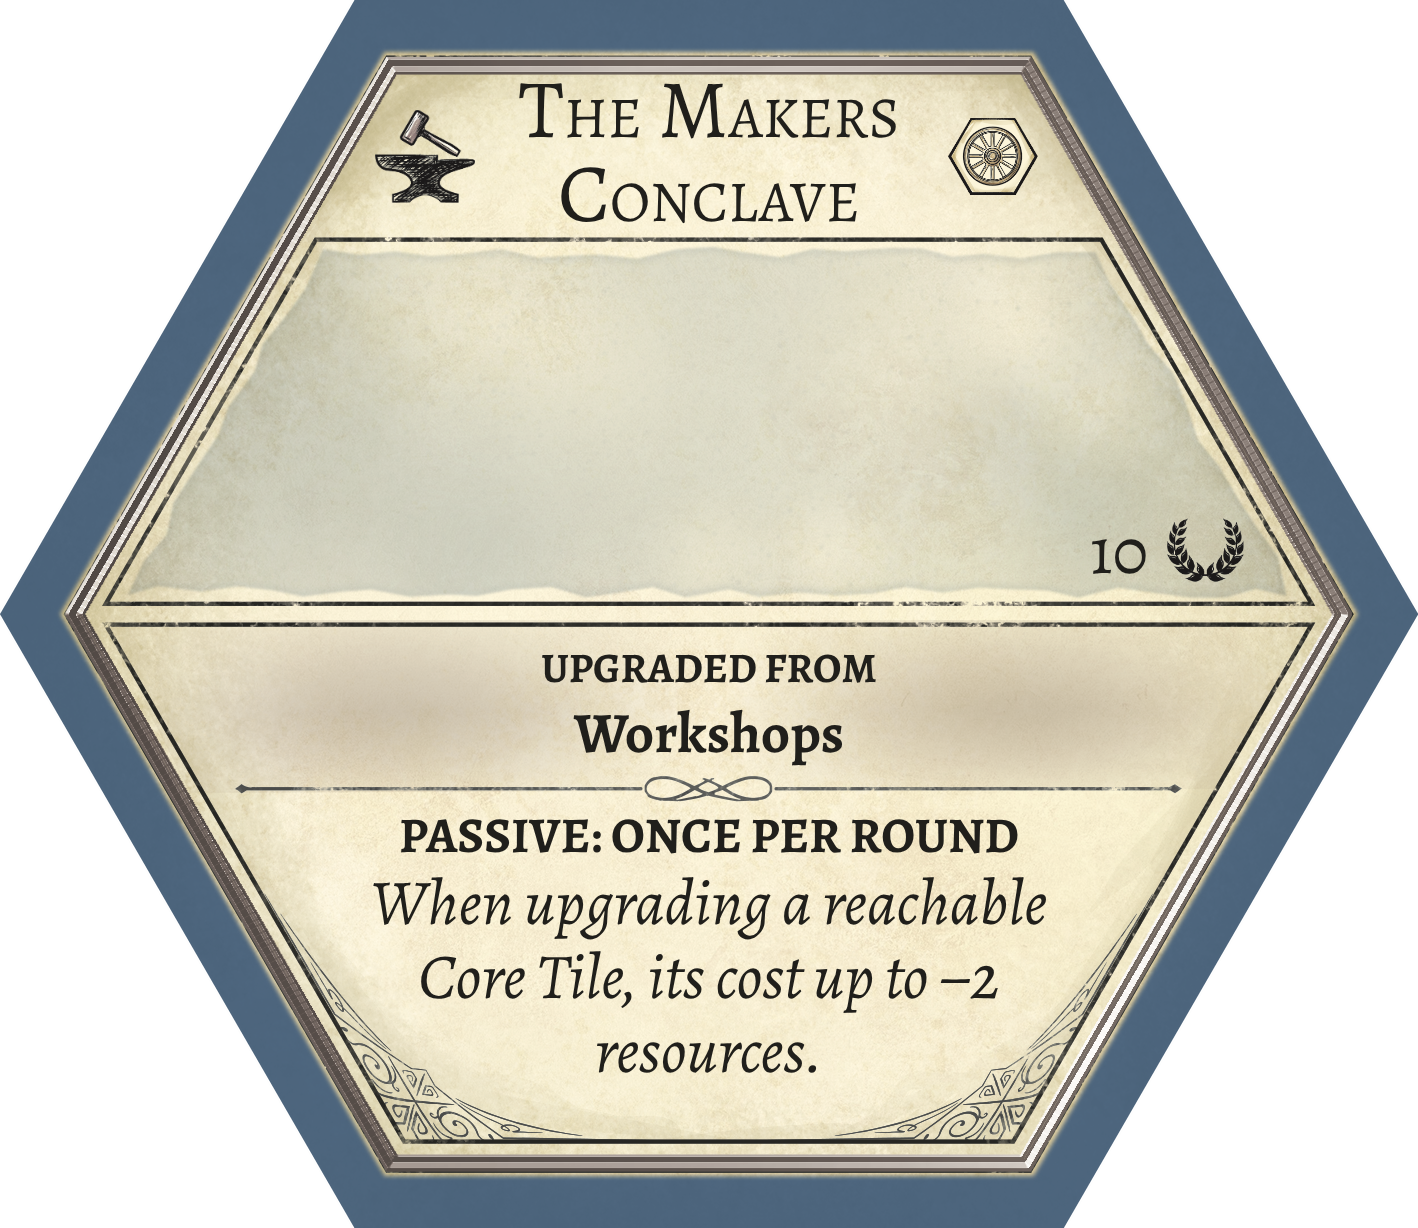 The Makers
Conclave
10
UPGRADED FROM
Workshops
PASSIVE: ONCE PER ROUND
When upgrading a reachable
Core Tile, its cost up to –2
resources.